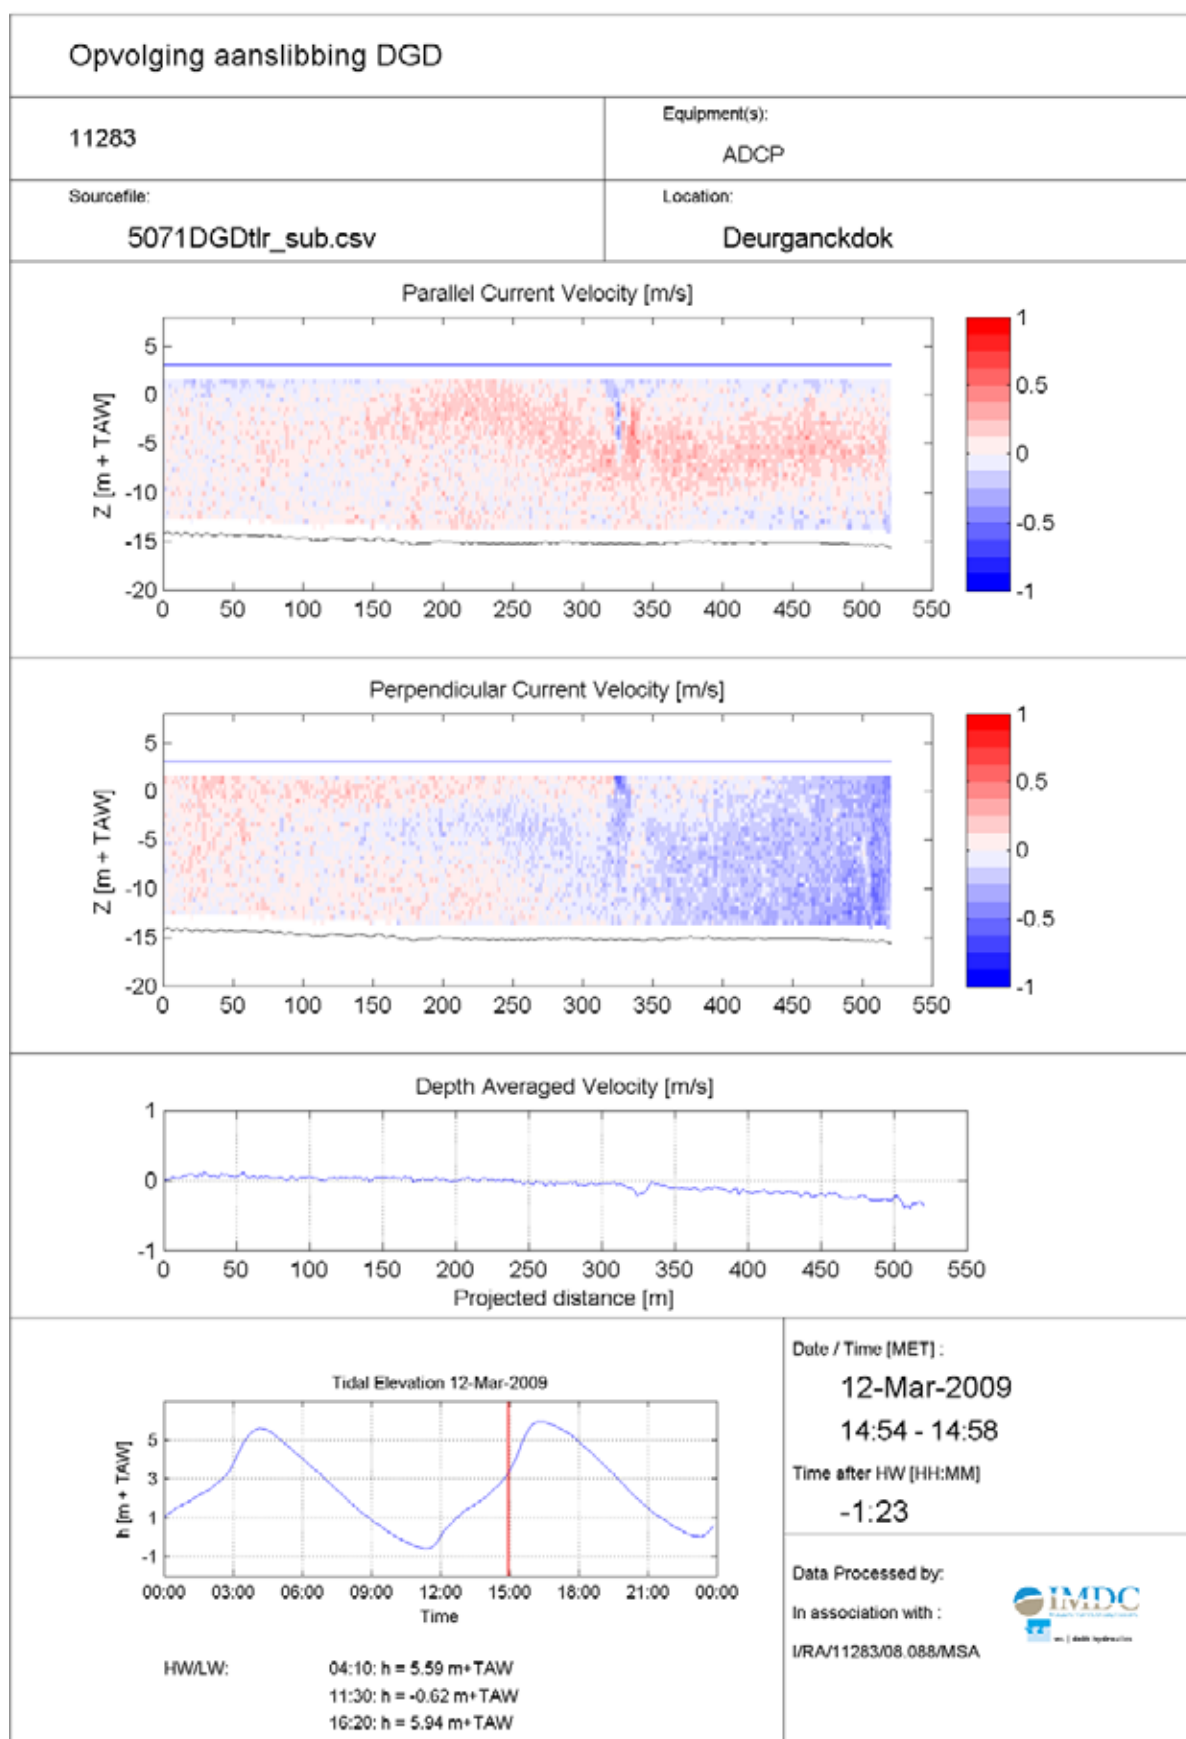 Opvolging aanslibbing DGD
11283
Equipment(s):
ADCP
Sourcefile:
5071DGDtlr_sub.csv
Location:
Deurganckdok
Parallel Current Velocity [m/s]
Z [m + TAW]
5
0
-5
-10
-15
-20
0 50 100 150 200 250 300 350 400 450 500 550
1
0.5
0
-0.5
-1
Perpendicular Current Velocity [m/s]
Z [m + TAW]
5
0
-5
-10
-15
-20
0 50 100 150 200 250 300 350 400 450 500 550
1
0.5
0
-0.5
-1
Depth Averaged Velocity [m/s]
1
0
-1
0 50 100 150 200 250 300 350 400 450 500 550
Projected distance [m]
Tidal Elevation 12-Mar-2009
h [m + TAW]
5
3
1
-1
00:00 03:00 06:00 09:00 12:00 15:00 18:00 21:00 00:00
Time
HW/LW:
04:10: h = 5.59 m+TAW
11:30: h = -0.62 m+TAW
16:20: h = 5.94 m+TAW
Date / Time [MET] :
12-Mar-2009
14:54 - 14:58
Time after HW [HH:MM]
-1:23
Data Processed by:
IMDC
In association with :
wL | delft hydraulics
I/RA/11283/08.088/MSA